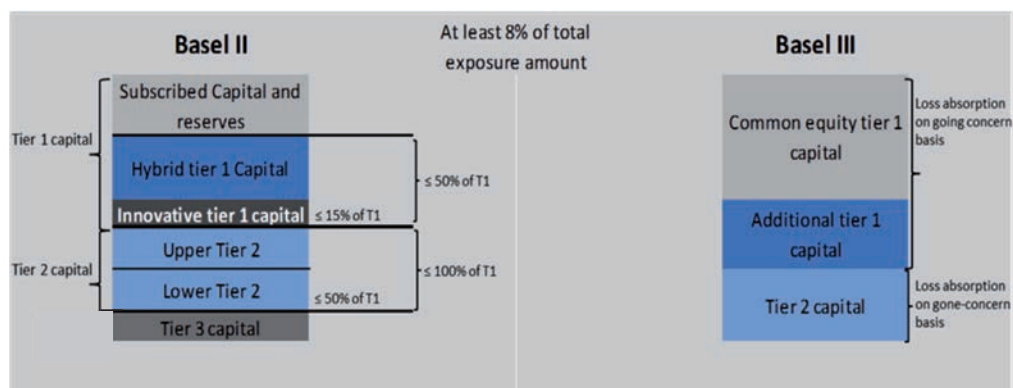 At least 8% of total
exposure amount
Basel II
Subscribed Capital and
reserves
Tier 1 capital
Hybrid tier 1 Capital
≤ 50% of T1
Innovative tier 1 capital
≤ 15% of T1
Upper Tier 2
Tier 2 capital
≤ 100% of T1
Lower Tier 2
≤ 50% of T1
Tier 3 capital
Basel III
Common equity tier 1
capital
Loss absorption
on going concern
basis
Additional tier 1
capital
Tier 2 capital
Loss absorption
on gone-concern
basis